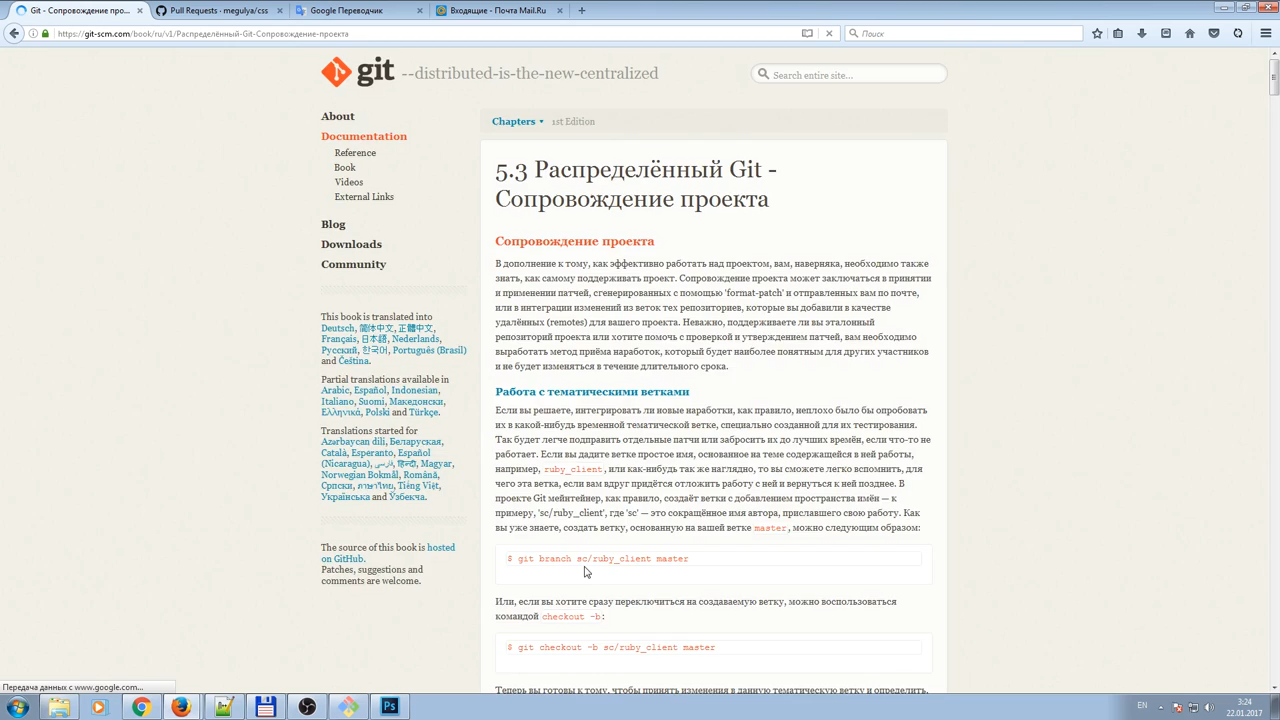 Git - Сопровождение про...
Pull Requests · megulya/css
Google Переводчик
Входящие - Почта Mail.Ru
https://git-scm.com/book/ru/v1/Распределённый-Git-Сопровождение-проекта
Поиск
git --distributed-is-the-new-centralized
Search entire site...
About
Documentation
Reference
Book
Videos
External Links
Blog
Downloads
Community
This book is translated into
Deutsch, 简体中文, 正體中文,
Français, 日本語, Nederlands,
Русский, 한국어, Português (Brasil)
and Čeština.
Partial translations available in
Arabic, Español, Indonesian,
Italiano, Suomi, Македонски,
Ελληνικά, Polski and Türkçe.
Translations started for
Azərbaycan dili, Беларуская,
Català, Esperanto, Español
(Nicaragua), فارسی, हिन्दी, Magyar,
Norwegian Bokmål, Română,
Српски, ภาษาไทย, Tiếng Việt,
Українська and Ўзбекча.
The source of this book is hosted
on GitHub.
Patches, suggestions and
comments are welcome.
Chapters ▾ 1st Edition
5.3 Распределённый Git -
Сопровождение проекта
Сопровождение проекта
В дополнение к тому, как эффективно работать над проектом, вам, наверняка, необходимо также
знать, как самому поддерживать проект. Сопровождение проекта может заключаться в принятии
и применении патчей, сгенерированных с помощью 'format-patch' и отправленных вам по почте,
или в интеграции изменений из веток тех репозиториев, которые вы добавили в качестве
удалённых (remotes) для вашего проекта. Неважно, поддерживаете ли вы эталонный
репозиторий проекта или хотите помочь с проверкой и утверждением патчей, вам необходимо
выработать метод приёма наработок, который будет наиболее понятным для других участников
и не будет изменяться в течение длительного срока.
Работа с тематическими ветками
Если вы решаете, интегрировать ли новые наработки, как правило, неплохо было бы опробовать
их в какой-нибудь временной тематической ветке, специально созданной для их тестирования.
Так будет легче подправить отдельные патчи или забросить их до лучших времён, если что-то не
работает. Если вы дадите ветке простое имя, основанное на теме содержащейся в ней работы,
например, ruby_client, или как-нибудь так же наглядно, то вы сможете легко вспомнить, для
чего эта ветка, если вам вдруг придётся отложить работу с ней и вернуться к ней позднее. В
проекте Git мейнтейнер, как правило, создаёт ветки с добавлением пространства имён — к
примеру, 'sc/ruby_client', где 'sc' — это сокращённое имя автора, приславшего свою работу. Как
вы уже знаете, создать ветку, основанную на вашей ветке master, можно следующим образом:
$ git branch sc/ruby_client master
Или, если вы хотите сразу переключиться на создаваемую ветку, можно воспользоваться
командой checkout -b:
$ git checkout -b sc/ruby_client master
Теперь вы готовы к тому, чтобы принять изменения в данную тематическую ветку и определить,
Передача данных с www.google.com...
EN
3:24
22.01.2017